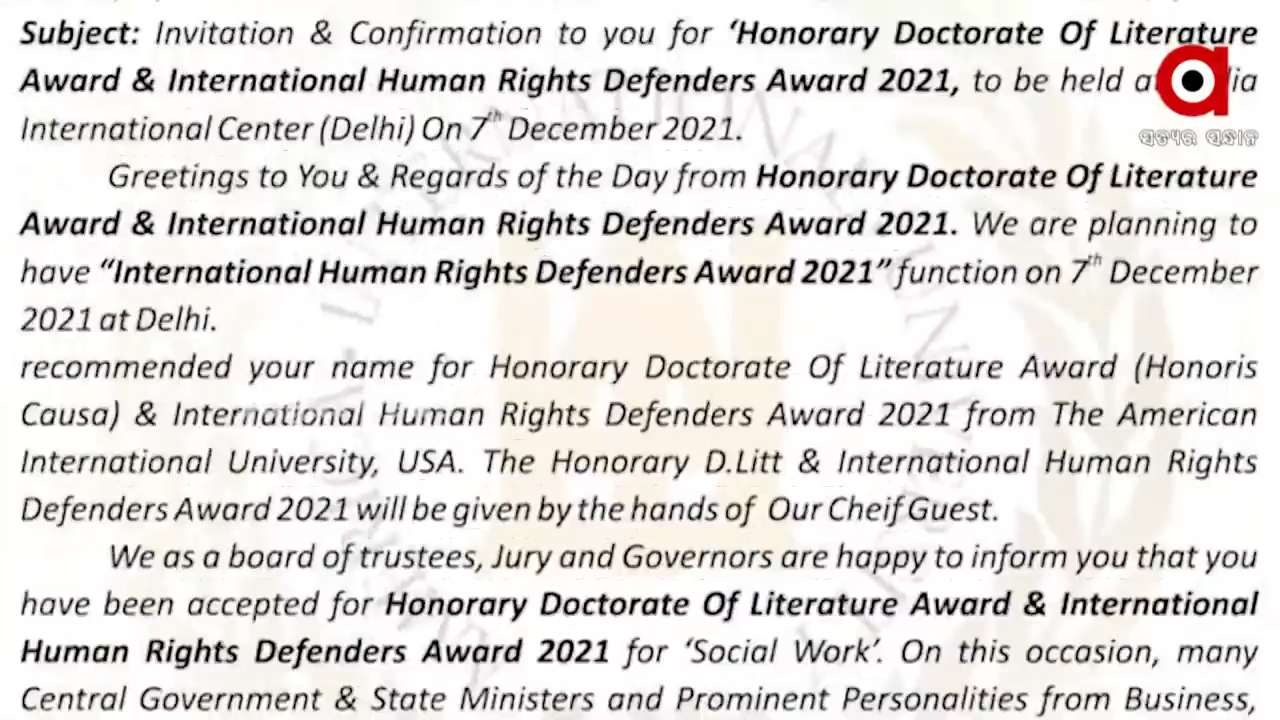 Subject: Invitation & Confirmation to you for ‘Honorary Doctorate Of Literature
Award & International Human Rights Defenders Award 2021, to be held at
International Center (Delhi) On 7th December 2021.
ସତ୍ୟର ସନ୍ଧାନ
Greetings to You & Regards of the Day from Honorary Doctorate Of Literature
Award & International Human Rights Defenders Award 2021. We are planning to
have “International Human Rights Defenders Award 2021” function on 7th December
2021 at Delhi.
recommended your name for Honorary Doctorate Of Literature Award (Honoris
Causa) & International Human Rights Defenders Award 2021 from The American
International University, USA. The Honorary D.Litt & International Human Rights
Defenders Award 2021 will be given by the hands of Our Cheif Guest.
We as a board of trustees, Jury and Governors are happy to inform you that you
have been accepted for Honorary Doctorate Of Literature Award & International
Human Rights Defenders Award 2021 for ‘Social Work’. On this occasion, many
Central Government & State Ministers and Prominent Personalities from Business,